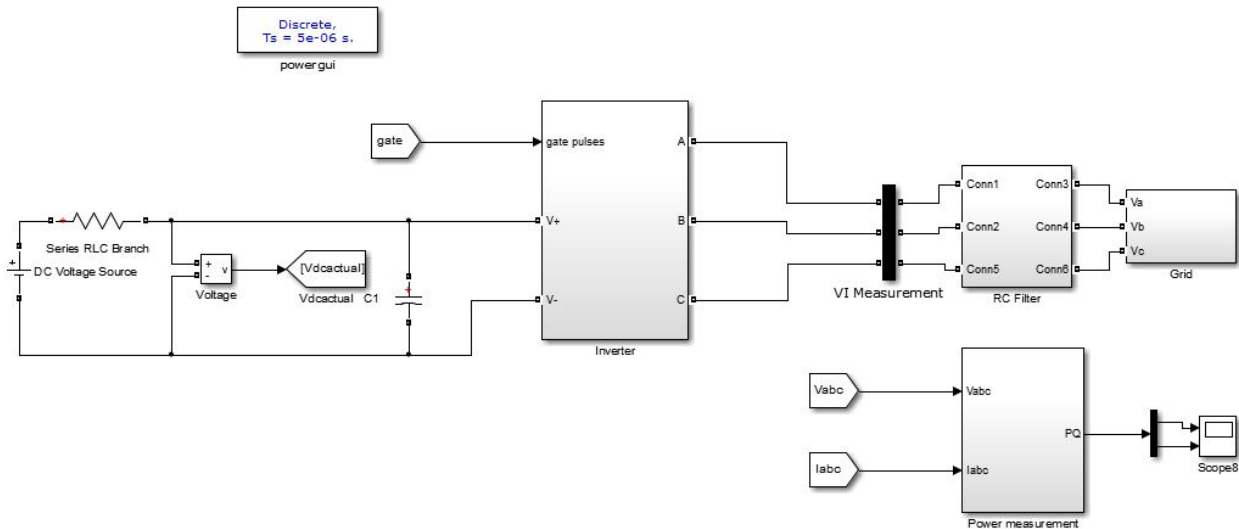 Discrete,
Ts = 5e-06 s.
powergui
gate
gate pulses
A
V+
B
V-
C
Inverter
+
Series RLC Branch
+
DC Voltage Source
+
-
v
Voltage
[Vdcactual]
Vdcactual
C1
+
VI Measurement
Conn1
Conn3
Conn2
Conn4
Conn5
Conn6
RC Filter
Va
Vb
Vc
Grid
Vabc
Iabc
Vabc
PQ
Iabc
Power measurement
Scope8